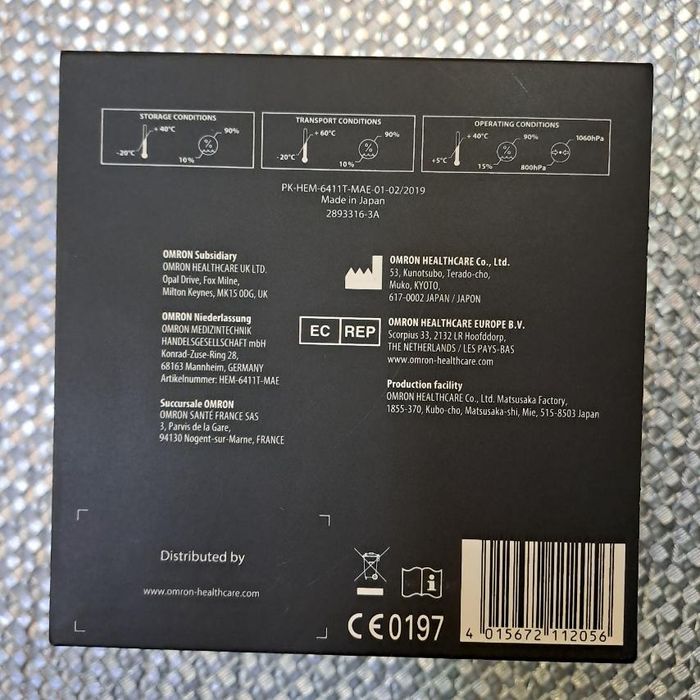 STORAGE CONDITIONS
+ 40°C
-20°C
90%
%
10%
TRANSPORT CONDITIONS
+ 60°C
- 20°C
90%
%
10%
OPERATING CONDITIONS
+ 40°C
+5°C
90%
%
15%
1060hPa
800hPa
PK-HEM-6411T-MAE-01-02/2019
Made in Japan
2893316-3A
OMRON Subsidiary
OMRON HEALTHCARE UK LTD.
Opal Drive, Fox Milne,
Milton Keynes, MK15 0DG, UK
OMRON Niederlassung
OMRON MEDIZINTECHNIK
HANDELSGESELLSCHAFT mbH
Konrad-Zuse-Ring 28,
68163 Mannheim, GERMANY
Artikelnummer: HEM-6411T-MAE
Succursale OMRON
OMRON SANTÉ FRANCE SAS
3, Parvis de la Gare,
94130 Nogent-sur-Marne, FRANCE
OMRON HEALTHCARE Co., Ltd.
53, Kunotsubo, Terado-cho,
Muko, KYOTO,
617-0002 JAPAN / JAPON
EC REP
OMRON HEALTHCARE EUROPE B.V.
Scorpius 33, 2132 LR Hoofddorp,
THE NETHERLANDS / LES PAYS-BAS
www.omron-healthcare.com
Production facility
OMRON HEALTHCARE Co., Ltd. Matsusaka Factory,
1855-370, Kubo-cho, Matsusaka-shi, Mie, 515-8503 Japan
Distributed by
www.omron-healthcare.com
CE0197
4 015672 112056